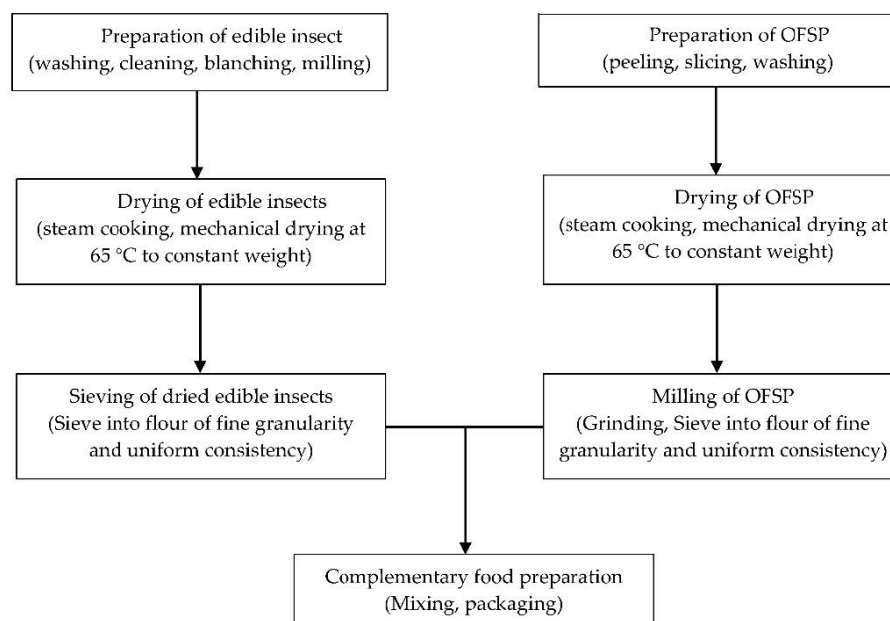 Preparation of edible insect
(washing, cleaning, blanching, milling)
Preparation of OFSP
(peeling, slicing, washing)
Drying of edible insects
(steam cooking, mechanical drying at
65 °C to constant weight)
Drying of OFSP
(steam cooking, mechanical drying at
65 °C to constant weight)
Sieving of dried edible insects
(Sieve into flour of fine granularity
and uniform consistency)
Milling of OFSP
(Grinding, Sieve into flour of fine
granularity and uniform consistency)
Complementary food preparation
(Mixing, packaging)